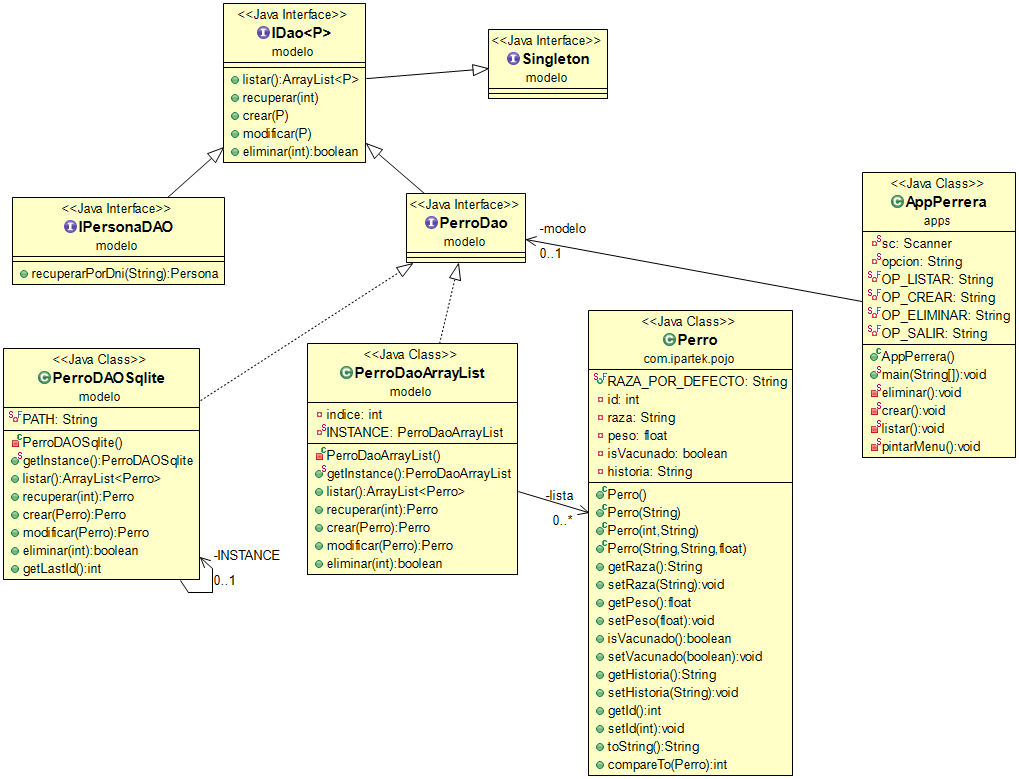 <<Java Interface>>
IDao<P>
modelo
listar():ArrayList<P>
recuperar(int)
crear(P)
modificar(P)
eliminar(int):boolean
<<Java Interface>>
Singleton
modelo
<<Java Interface>>
IPersonaDAO
modelo
recuperarPorDni(String):Persona
<<Java Interface>>
PerroDao
modelo
-modelo
0..1
<<Java Class>>
AppPerrera
apps
sc: Scanner
opcion: String
OP_LISTAR: String
OP_CREAR: String
OP_ELIMINAR: String
OP_SALIR: String
AppPerrera()
main(String[]):void
eliminar():void
crear():void
listar():void
pintarMenu():void
<<Java Class>>
PerroDAOSqlite
modelo
PATH: String
PerroDAOSqlite()
getInstance():PerroDAOSqlite
listar():ArrayList<Perro>
recuperar(int):Perro
crear(Perro):Perro
modificar(Perro):Perro
eliminar(int):boolean
getLastId():int
-INSTANCE
0..1
<<Java Class>>
PerroDaoArrayList
modelo
indice: int
INSTANCE: PerroDaoArrayList
PerroDaoArrayList()
getInstance():PerroDaoArrayList
listar():ArrayList<Perro>
recuperar(int):Perro
crear(Perro):Perro
modificar(Perro):Perro
eliminar(int):boolean
-lista
0..*
<<Java Class>>
Perro
com.ipartek.pojo
RAZA_POR_DEFECTO: String
id: int
raza: String
peso: float
isVacunado: boolean
historia: String
Perro()
Perro(String)
Perro(int,String)
Perro(String,String,float)
getRaza():String
setRaza(String):void
getPeso():float
setPeso(float):void
isVacunado():boolean
setVacunado(boolean):void
getHistoria():String
setHistoria(String):void
getId():int
setId(int):void
toString():String
compareTo(Perro):int